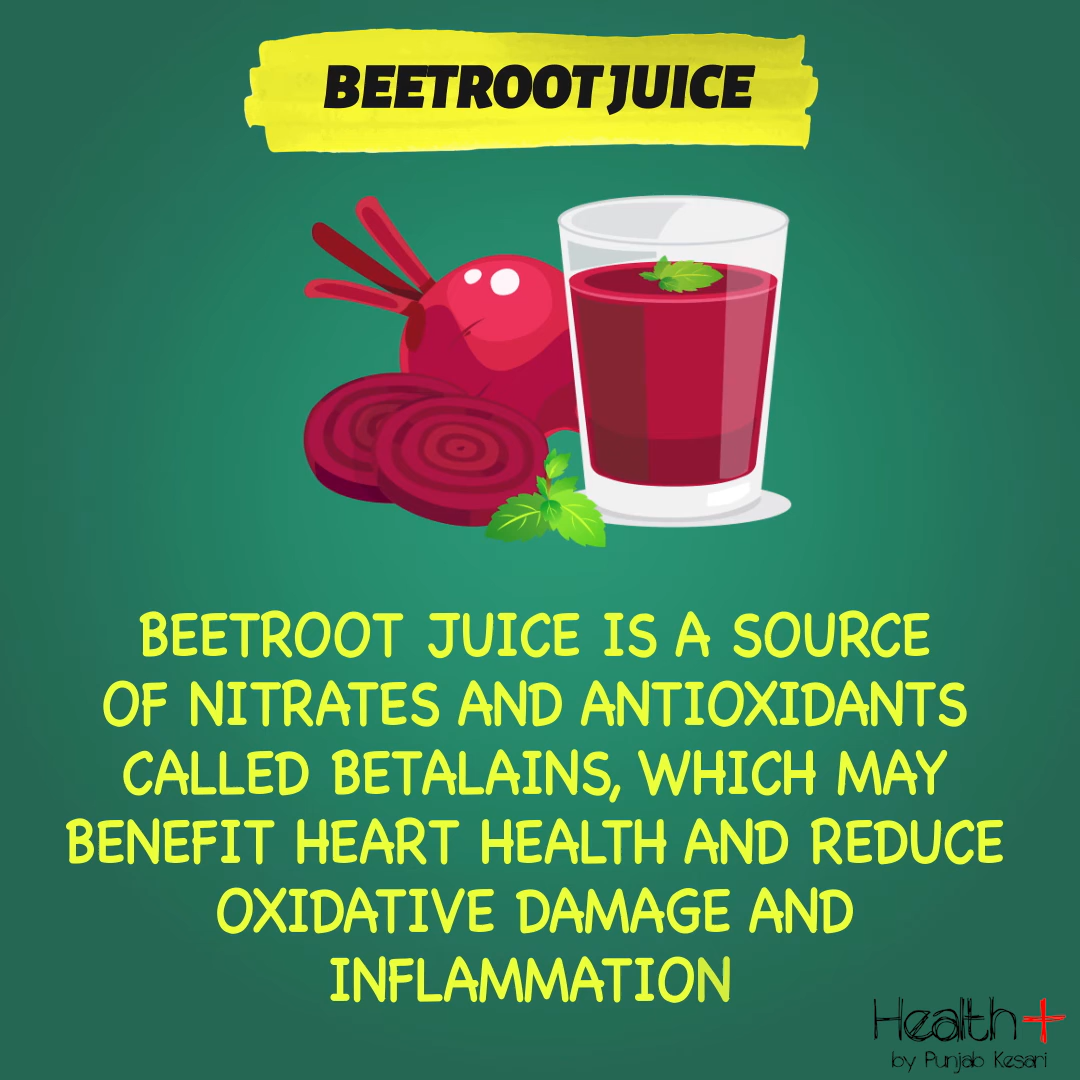 BEETROOT JUICE
BEETROOT JUICE IS A SOURCE
OF NITRATES AND ANTIOXIDANTS
CALLED BETALAINS, WHICH MAY
BENEFIT HEART HEALTH AND REDUCE
OXIDATIVE DAMAGE AND
INFLAMMATION
Health+
by Punjab Kesari